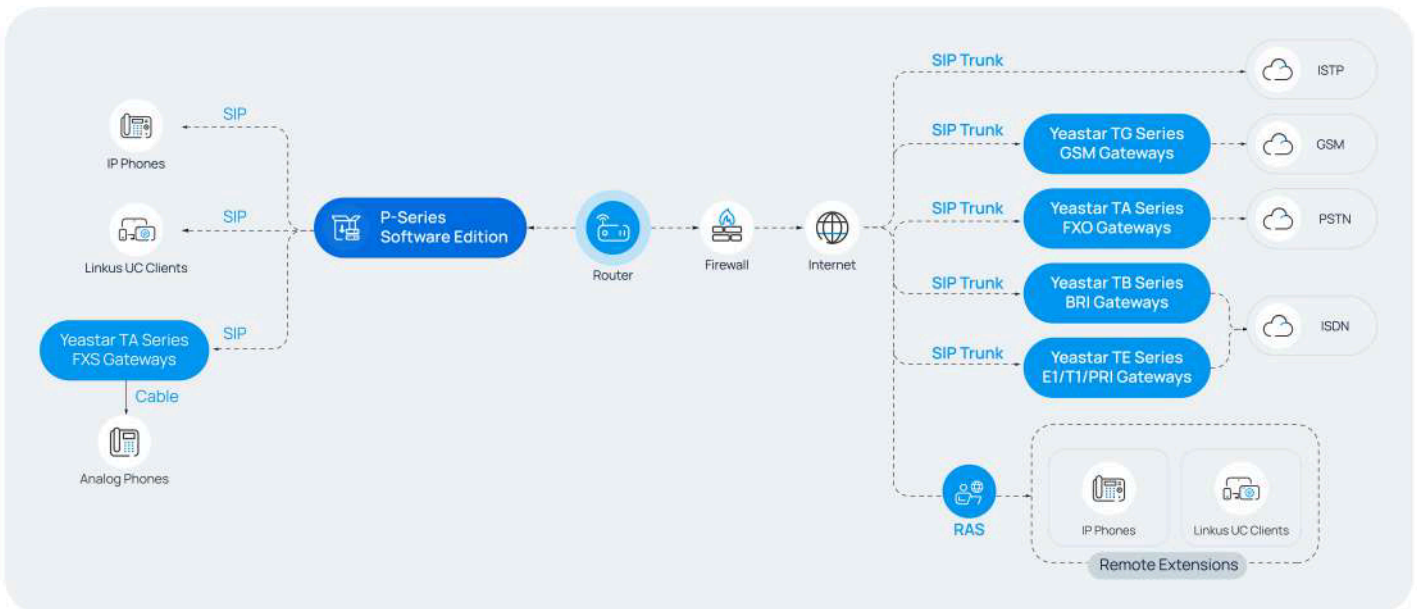 SIP
IP Phones
SIP
Linkus UC Clients
SIP
Yeastar TA Series
FXS Gateways
Cable
Analog Phones
P-Series
Software Edition
Router
Firewall
Internet
SIP Trunk
ISTP
SIP Trunk
Yeastar TG Series
GSM Gateways
GSM
SIP Trunk
Yeastar TA Series
FXO Gateways
PSTN
SIP Trunk
Yeastar TB Series
BRI Gateways
ISDN
SIP Trunk
Yeastar TE Series
E1/T1/PRI Gateways
RAS
IP Phones
Linkus UC Clients
Remote Extensions